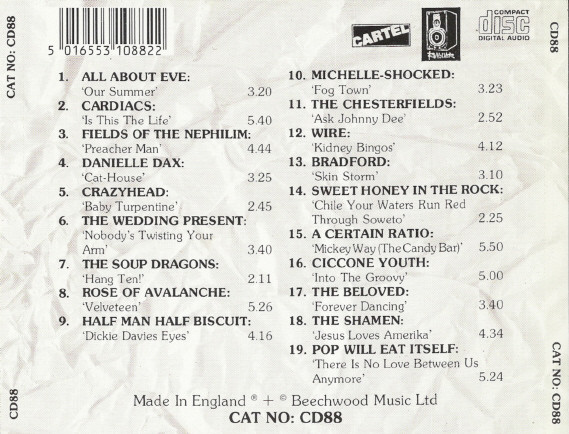 CAT NO: CD88
5 016553 108822
CARTEL
Revolver
COMPACT
disc
DIGITAL AUDIO
CD88
1. ALL ABOUT EVE:
'Our Summer' 3.20
2. CARDIACS:
'Is This The Life' 5.40
3. FIELDS OF THE NEPHILIM:
'Preacher Man' 4.44
4. DANIELLE DAX:
'Cat-House' 3.25
5. CRAZYHEAD:
'Baby Turpentine' 2.45
6. THE WEDDING PRESENT:
'Nobody's Twisting Your
Arm' 3.40
7. THE SOUP DRAGONS:
'Hang Ten!' 2.11
8. ROSE OF AVALANCHE:
'Velveteen' 5.26
9. HALF MAN HALF BISCUIT:
'Dickie Davies Eyes' 4.16
10. MICHELLE-SHOCKED:
'Fog Town' 3.23
11. THE CHESTERFIELDS:
'Ask Johnny Dee' 2.52
12. WIRE:
'Kidney Bingos' 4.12
13. BRADFORD:
'Skin Storm' 3.10
14. SWEET HONEY IN THE ROCK:
'Chile Your Waters Run Red
Through Soweto' 2.25
15. A CERTAIN RATIO:
'Mickey Way (The Candy Bar)' 5.50
16. CICCONE YOUTH:
'Into The Groovy' 5.00
17. THE BELOVED:
'Forever Dancing' 3.40
18. THE SHAMEN:
'Jesus Loves Amerika' 4.34
19. POP WILL EAT ITSELF:
'There Is No Love Between Us
Anymore' 5.24
CD88
Made In England ® + © Beechwood Music Ltd
CAT NO: CD88
CAT NO: CD88